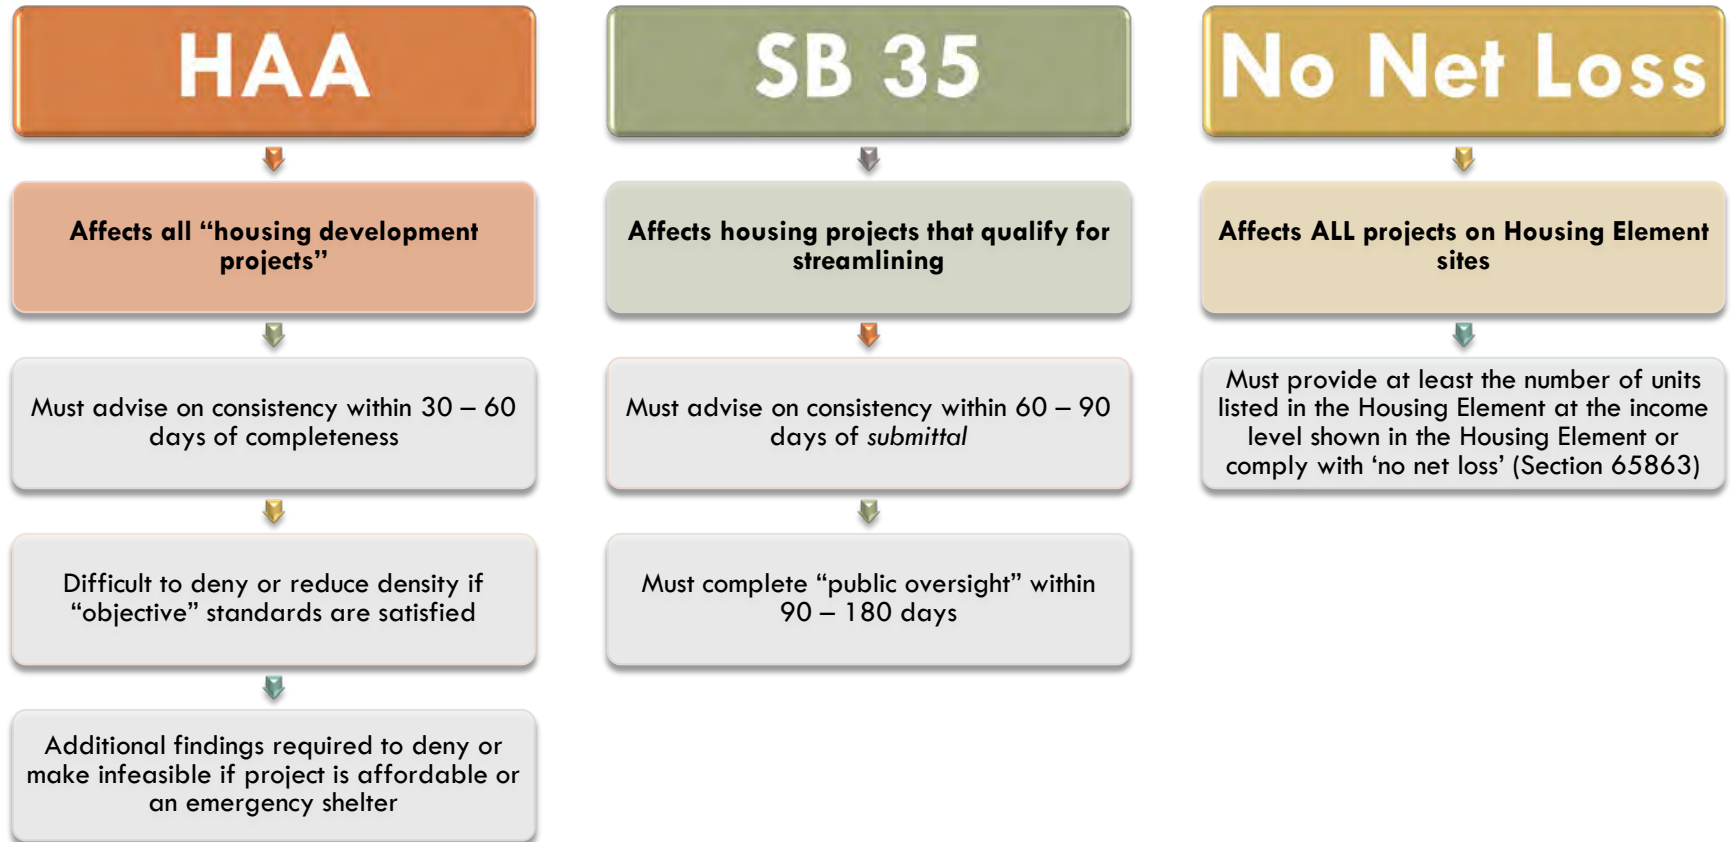 HAA
Affects all “housing development
projects”
Must advise on consistency within 30 – 60
days of completeness
Difficult to deny or reduce density if
“objective” standards are satisfied
Additional findings required to deny or
make infeasible if project is affordable or
an emergency shelter
SB 35
Affects housing projects that qualify for
streamlining
Must advise on consistency within 60 – 90
days of submittal
Must complete “public oversight” within
90 – 180 days
No Net Loss
Affects ALL projects on Housing Element
sites
Must provide at least the number of units
listed in the Housing Element at the income
level shown in the Housing Element or
comply with ‘no net loss’ (Section 65863)